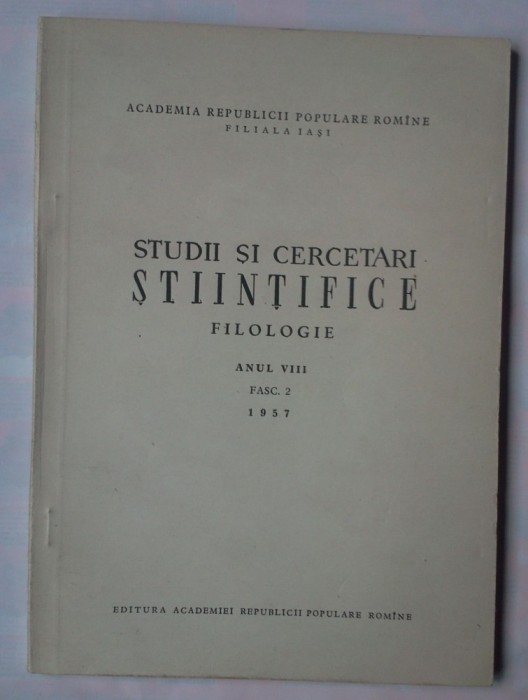 ACADEMIA REPUBLICII POPULARE ROMÎNE
FILIALA IAȘI
STUDII ȘI CERCETARI
ȘTIINȚIFICE
FILOLOGIE
ANUL VIII
FASC. 2
1957
EDITURA ACADEMIEI REPUBLICII POPULARE ROMÎNE